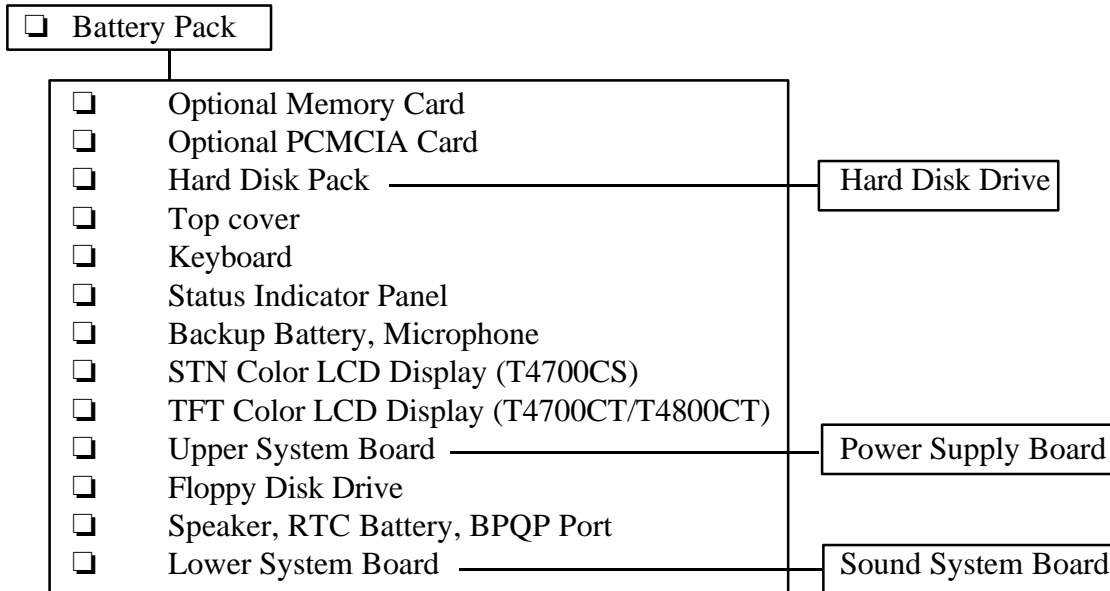 ❏ Battery Pack
❏ Optional Memory Card
❏ Optional PCMCIA Card
❏ Hard Disk Pack Hard Disk Drive
❏ Top cover
❏ Keyboard
❏ Status Indicator Panel
❏ Backup Battery, Microphone
❏ STN Color LCD Display (T4700CS)
❏ TFT Color LCD Display (T4700CT/T4800CT)
❏ Upper System Board Power Supply Board
❏ Floppy Disk Drive
❏ Speaker, RTC Battery, BPQP Port
❏ Lower System Board Sound System Board